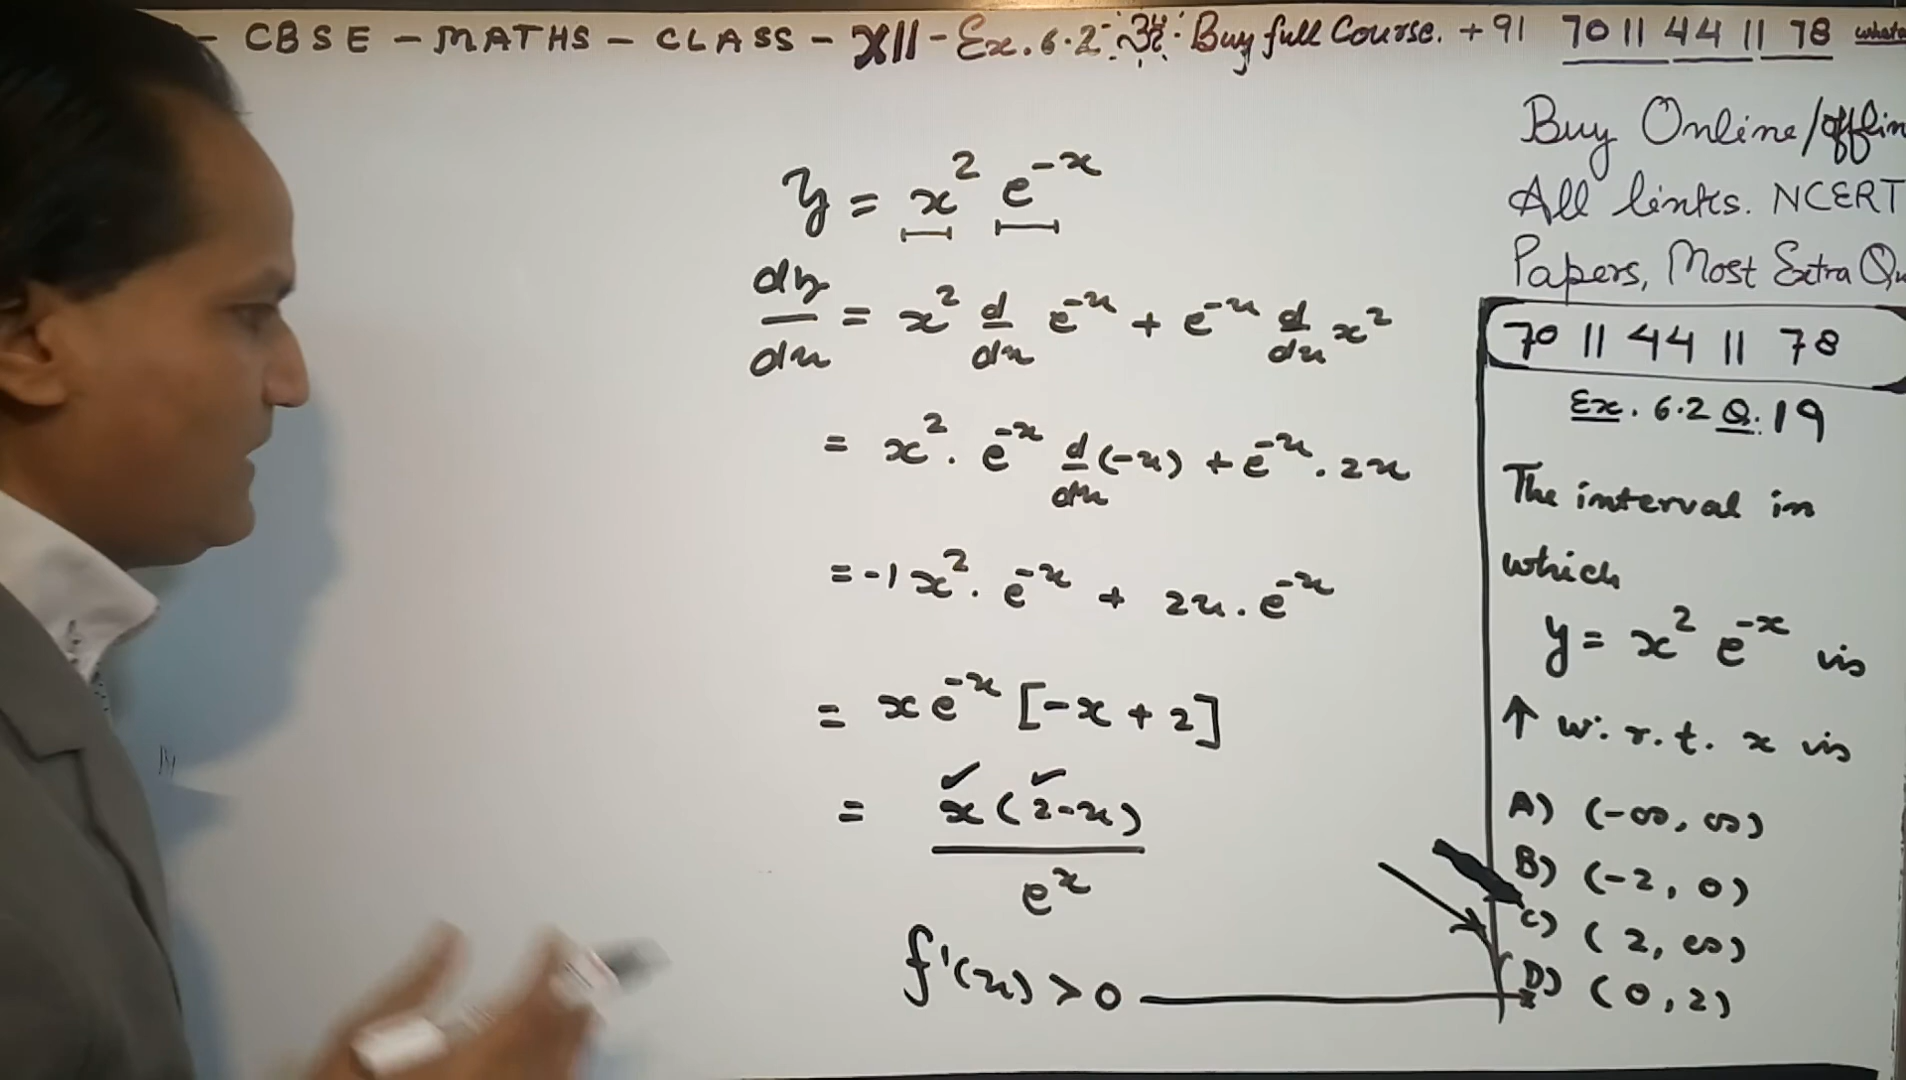 - CBSE - MATHS - CLASS - XII - Ex. 6.2 - Buy full Course. + 91 70 11 44 11 78
y = x² e⁻ˣ
dy/dx = x² d/dx e⁻ˣ + e⁻ˣ d/dx x²
= x² . e⁻ˣ d/dx (-x) + e⁻ˣ . 2x
= -1x² . e⁻ˣ + 2x . e⁻ˣ
= x e⁻ˣ [-x + 2]
= x(2-x) / eˣ
f'(x) > 0
Buy Online/offlin
All links. NCERT
Papers, Most Extra Qu
70 11 44 11 78
Ex. 6.2 Q. 19
The interval in
which
y = x² e⁻ˣ is
↑ w. r. t. x is
A) (-∞, ∞)
B) (-2, 0)
C) (2, ∞)
D) (0, 2)